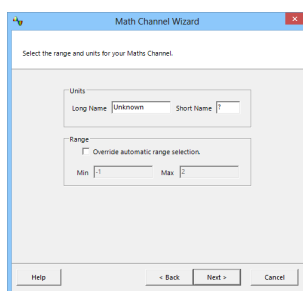 Math Channel Wizard
Select the range and units for your Maths Channel.
Units
Long Name Unknown Short Name ?
Range
Override automatic range selection.
Min -1 Max 2
Help < Back Next > Cancel